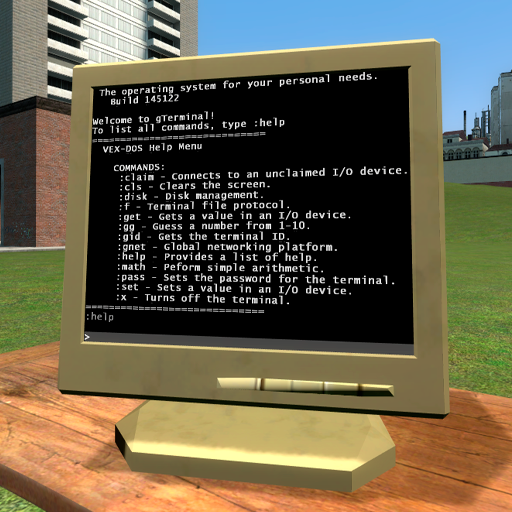 The operating system for your personal needs.
Build 145122
Welcome to gTerminal!
To list all commands, type :help
===========================
VEX-DOS Help Menu
COMMANDS:
:claim - Connects to an unclaimed I/O device.
:cls - Clears the screen.
:disk - Disk management.
:f - Terminal file protocol.
:get - Gets a value in an I/O device.
:gg - Guess a number from 1-10.
:gid - Gets the terminal ID.
:gnet - Global networking platform.
:help - Provides a list of help.
:math - Peform simple arithmetic.
:pass - Sets the password for the terminal.
:set - Sets a value in an I/O device.
:x - Turns off the terminal.
===========================
:help
>